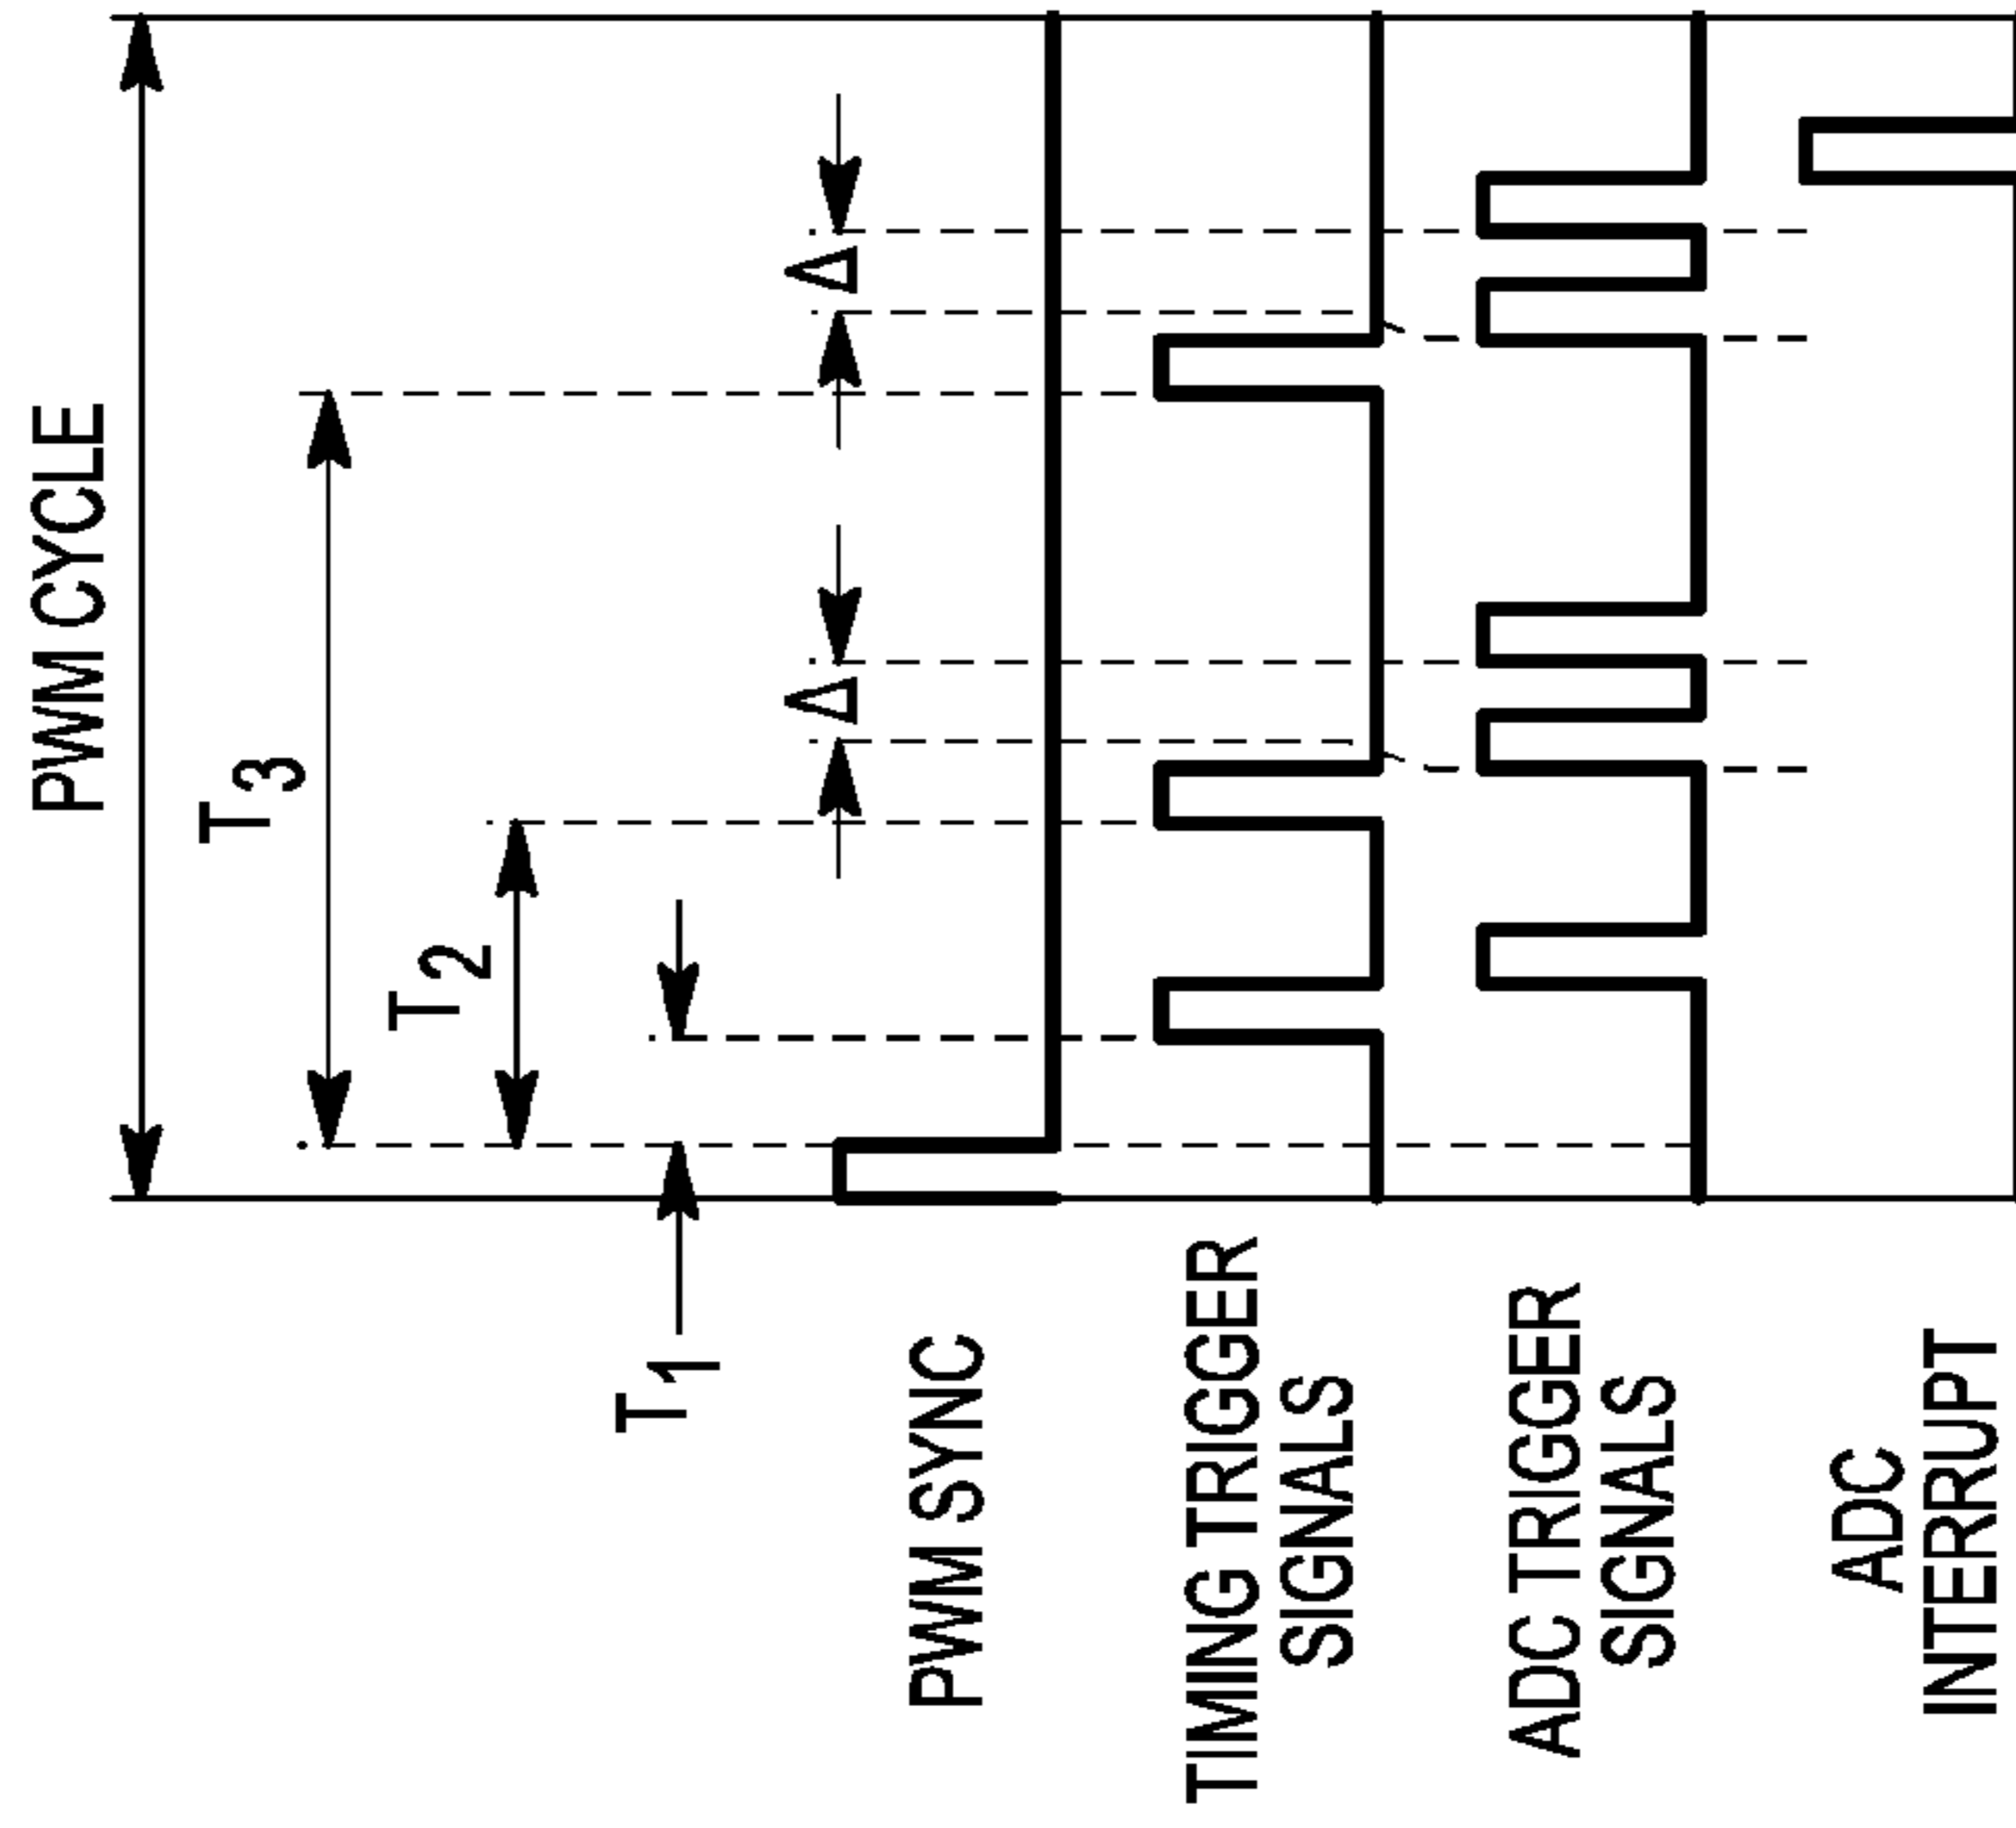 PWM CYCLE
T3
T2
Δ
Δ
T1
PWM SYNC
TIMING TRIGGER
SIGNALS
ADC TRIGGER
SIGNALS
ADC
INTERRUPT